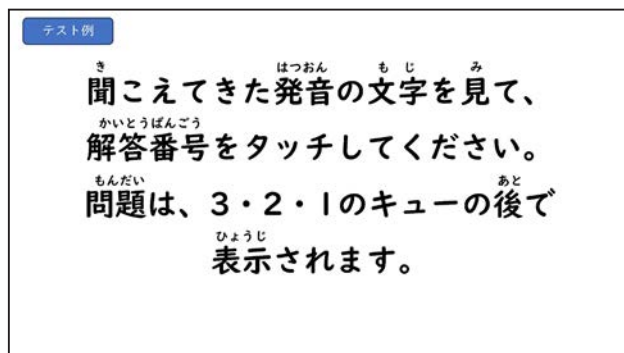 テスト例
聞こえてきた発音の文字を見て、
解答番号をタッチしてください。
問題は、3・2・1のキューの後で
表示されます。